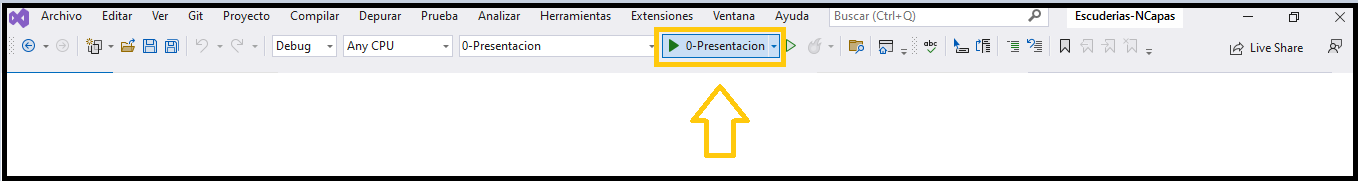 Archivo Editar Ver Git Proyecto Compilar Depurar Prueba Analizar Herramientas Extensiones Ventana Ayuda Buscar (Ctrl+Q) Escuderias-NCapas
Debug Any CPU 0-Presentacion 0-Presentacion abc Live Share